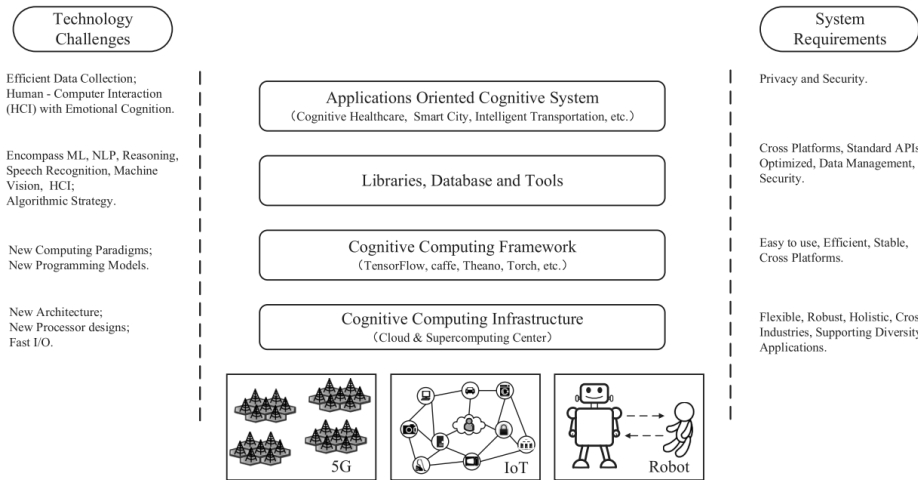 Technology
Challenges
System
Requirements
Efficient Data Collection;
Human - Computer Interaction
(HCI) with Emotional Cognition.
Applications Oriented Cognitive System
(Cognitive Healthcare, Smart City, Intelligent Transportation, etc.)
Privacy and Security.
Encompass ML, NLP, Reasoning,
Speech Recognition, Machine
Vision, HCI;
Algorithmic Strategy.
Libraries, Database and Tools
Cross Platforms, Standard APIs
Optimized, Data Management,
Security.
New Computing Paradigms;
New Programming Models.
Cognitive Computing Framework
(TensorFlow, caffe, Theano, Torch, etc.)
Easy to use, Efficient, Stable,
Cross Platforms.
New Architecture;
New Processor designs;
Fast I/O.
Cognitive Computing Infrastructure
(Cloud & Supercomputing Center)
Flexible, Robust, Holistic, Cros
Industries, Supporting Diversity
Applications.
5G
IoT
Robot